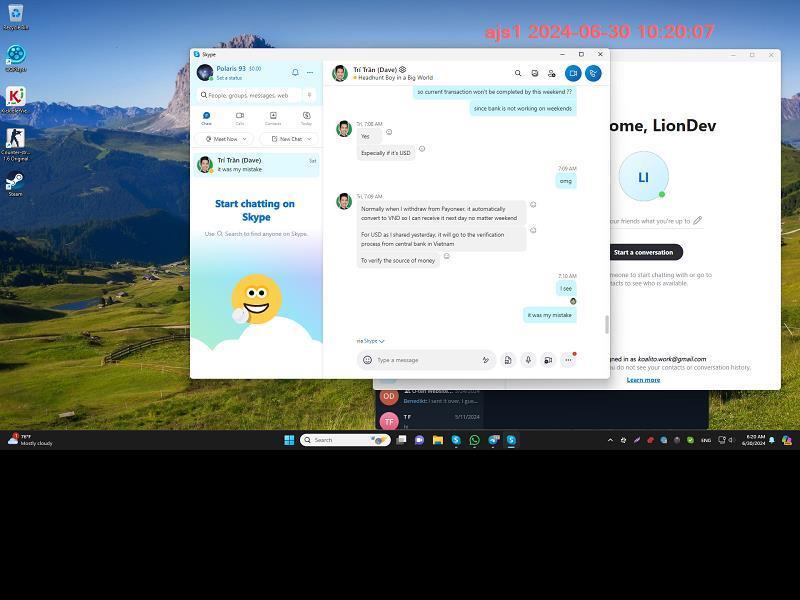 ajs1 2024-06-30 10:20:07
Recycle Bin
GOMPlayer
Counter-str...
1.6 Original
Steam
Skype
Polaris 93 $0.00
Set a status
People, groups, messages, web
Chats
Calls
Contacts
Today
Meet Now
New Chat
Trí Trần (Dave)
Sat
it was my mistake
Start chatting on
Skype
Use Search to find anyone on Skype.
Trí Trần (Dave)
Headhunt Boy in a Big World
so current transaction won't be completed by this weekend ??
since bank is not working on weekends
Trí, 7:08 AM
Yes
Especially if it's USD
7:09 AM
omg
Trí, 7:09 AM
Normally when I withdraw from Payoneer, it automatically
convert to VND so I can receive it next day no matter weekend
For USD as I shared yesterday, it will go to the verification
process from central bank in Vietnam
To verify the source of money
7:10 AM
I see
it was my mistake
via Skype
Type a message
ome, LionDev
LI
our friends what you're up to
Start a conversation
meone to start chatting with or go to
tacts to see who is available.
gned in as koalito.work@gmail.com
ou do not see your contacts or conversation history.
Learn more
OD
Benedikt: I sent it over, I gue...
TF
T F
5/11/2024
78°F
Mostly cloudy
Search
ENG
6:20 AM
6/30/2024